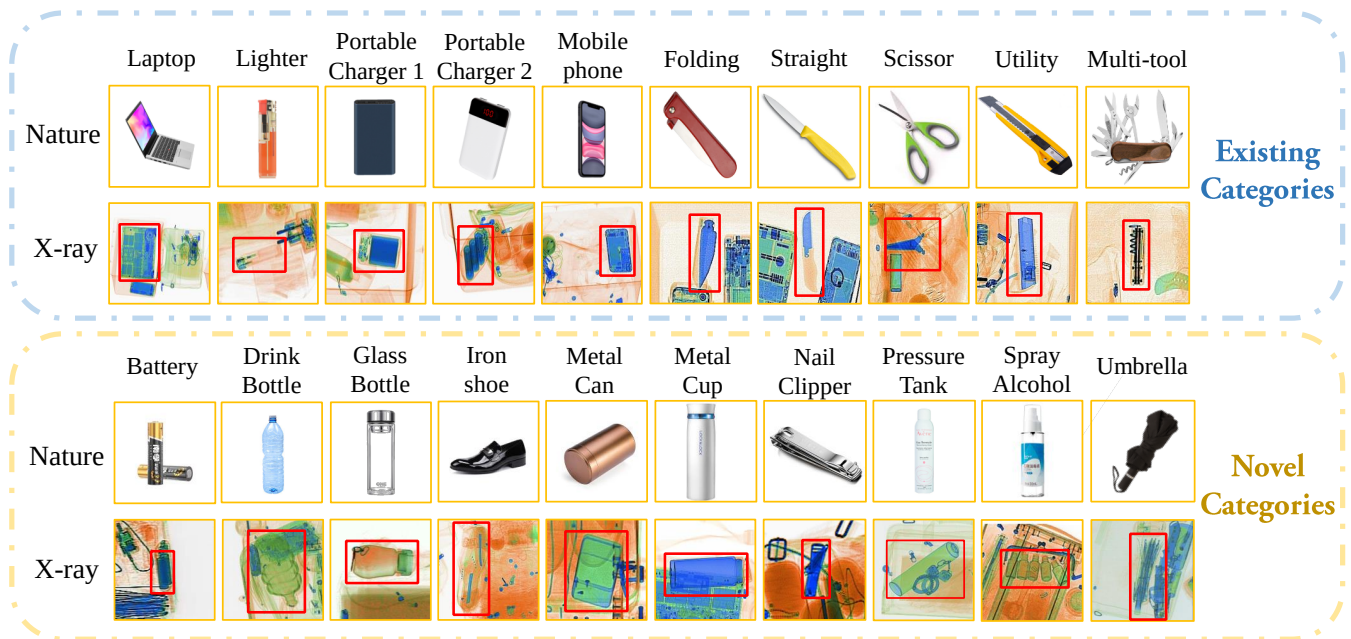 Laptop
Lighter
Portable
Charger 1
Portable
Charger 2
Mobile
phone
Folding
Straight
Scissor
Utility
Multi-tool
Nature
X-ray
Existing
Categories
Battery
Drink
Bottle
Glass
Bottle
Iron
shoe
Metal
Can
Metal
Cup
Nail
Clipper
Pressure
Tank
Spray
Alcohol
Umbrella
Nature
X-ray
Novel
Categories